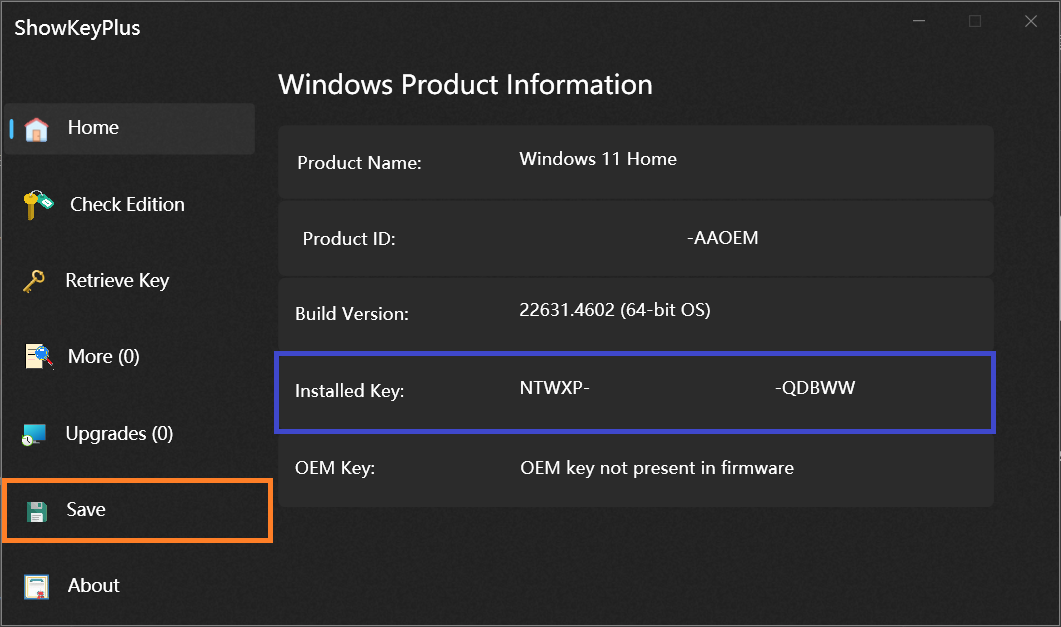 ShowKeyPlus
Windows Product Information
Home
Check Edition
Retrieve Key
More (0)
Upgrades (0)
Save
About
Product Name: Windows 11 Home
Product ID: -AAOEM
Build Version: 22631.4602 (64-bit OS)
Installed Key: NTWXP- -QDBWW
OEM Key: OEM key not present in firmware